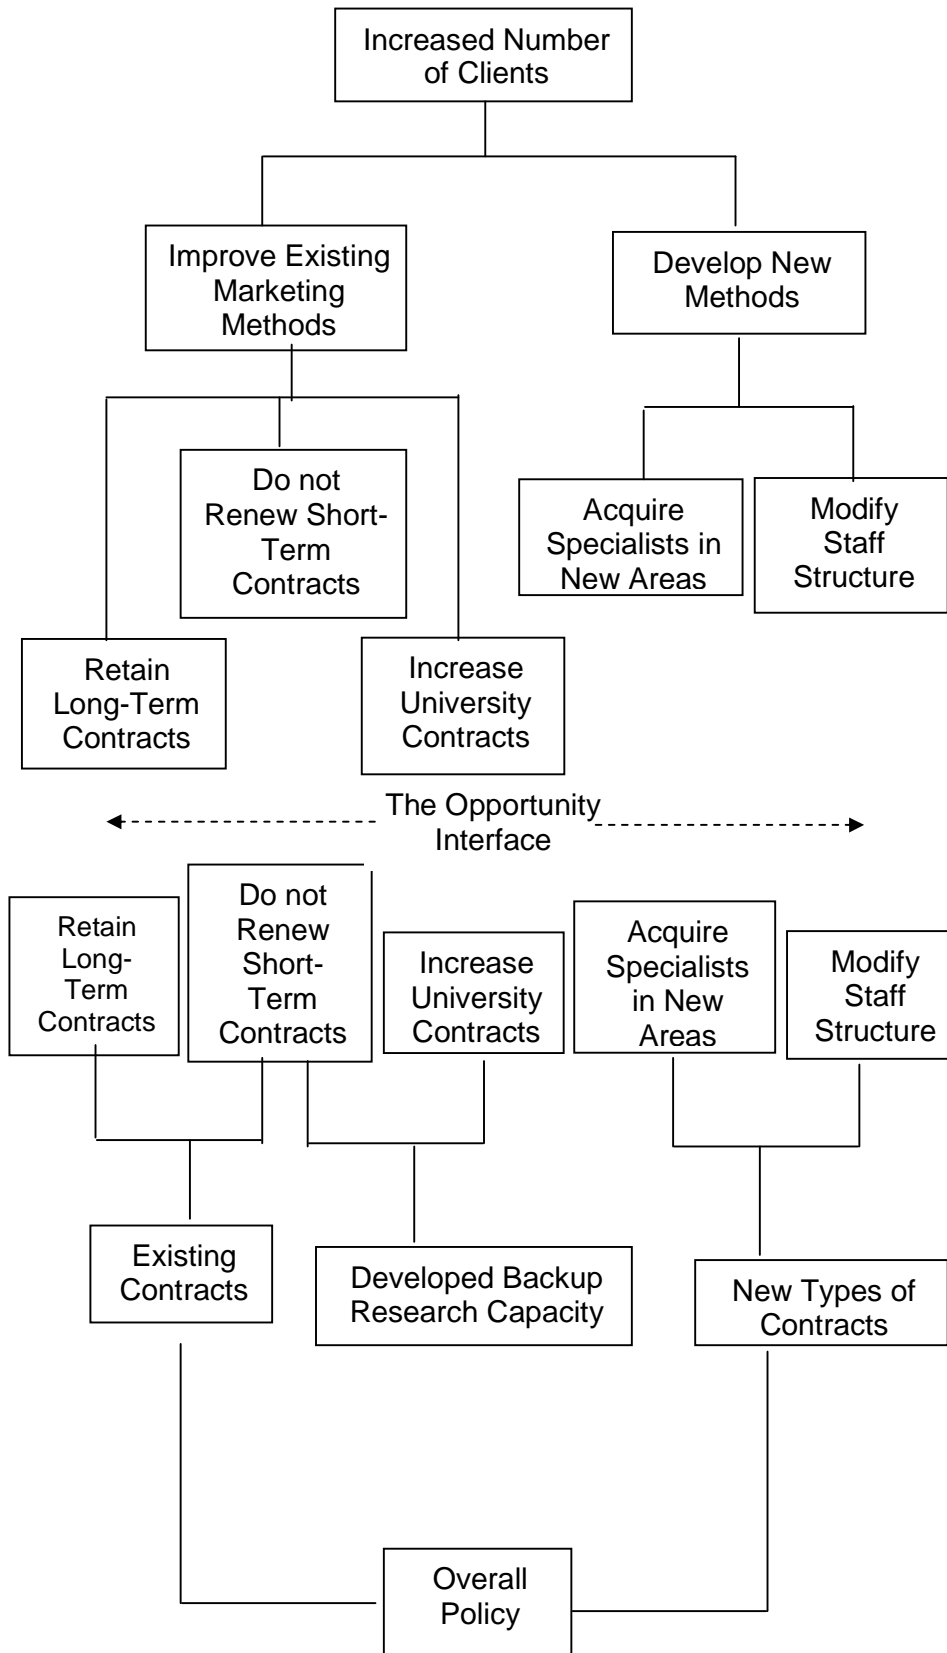 Increased Number
of Clients
Improve Existing
Marketing
Methods
Develop New
Methods
Do not
Renew Short-
Term
Contracts
Acquire
Specialists in
New Areas
Modify
Staff
Structure
Retain
Long-Term
Contracts
Increase
University
Contracts
The Opportunity
Interface
Retain
Long-
Term
Contracts
Do not
Renew
Short-
Term
Contracts
Increase
University
Contracts
Acquire
Specialists
in New
Areas
Modify
Staff
Structure
Existing
Contracts
Developed Backup
Research Capacity
New Types of
Contracts
Overall
Policy